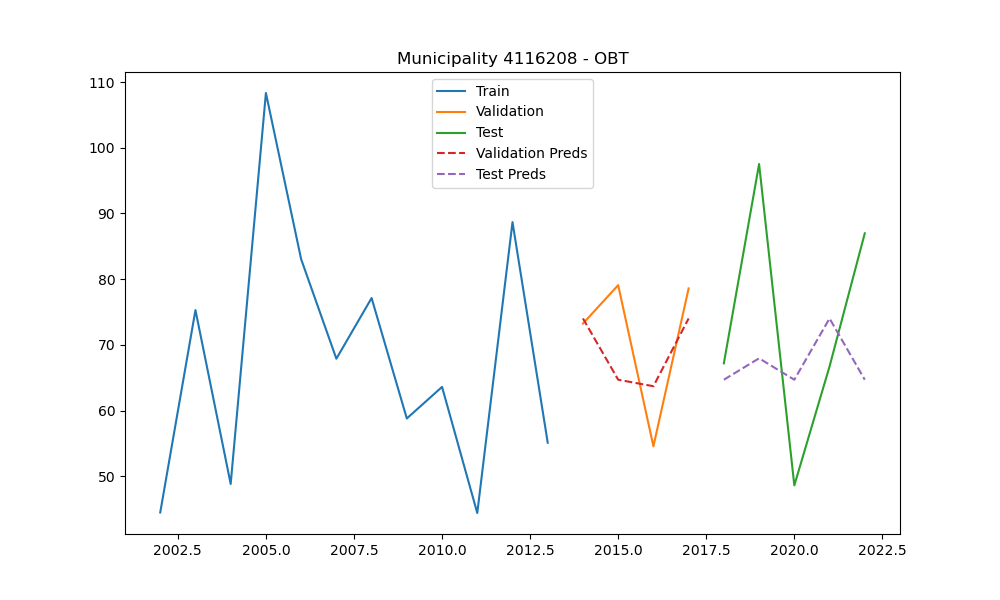 Municipality 4116208 - OBT
Train
Validation
Test
Validation Preds
Test Preds
110
100
90
80
70
60
50
2002.5 2005.0 2007.5 2010.0 2012.5 2015.0 2017.5 2020.0 2022.5